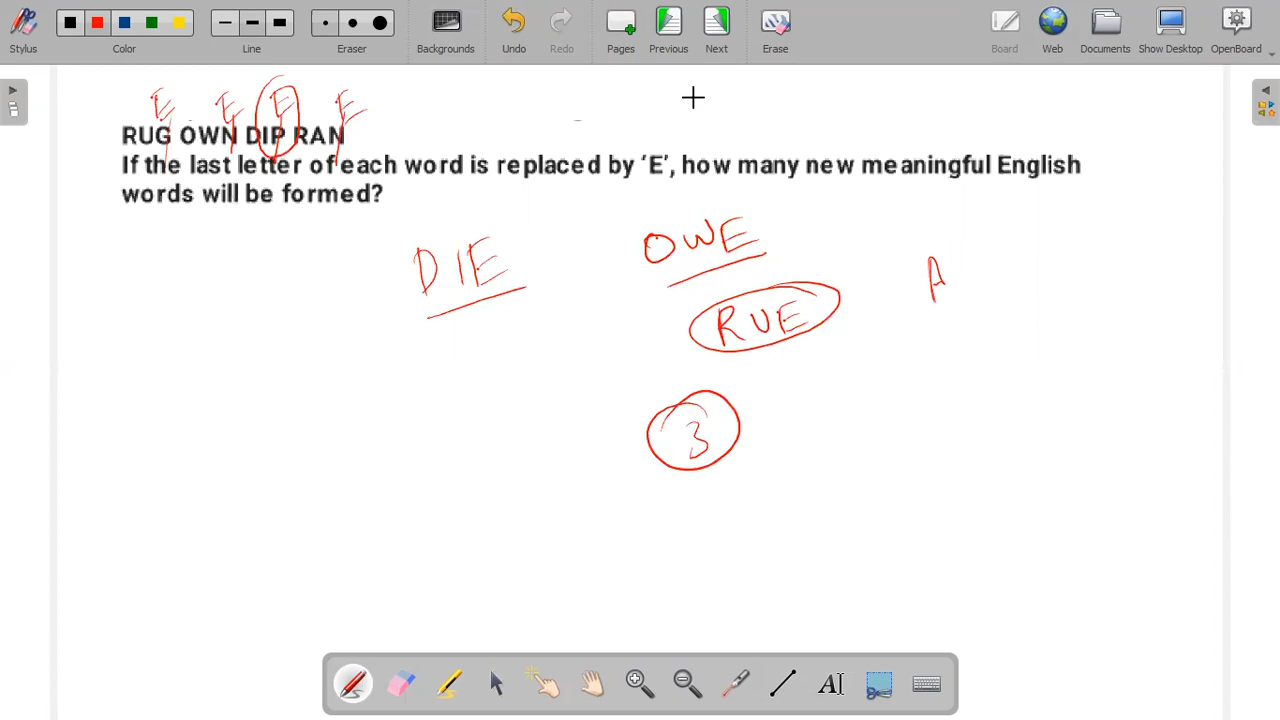 Stylus Color Line Eraser Backgrounds Undo Redo Pages Previous Next Erase Board Web Documents Show Desktop OpenBoard
E E E E
RUG OWN DIP RAN
If the last letter of each word is replaced by ‘E’, how many new meaningful English
words will be formed?
DIE OWE A
RUE
3
AI